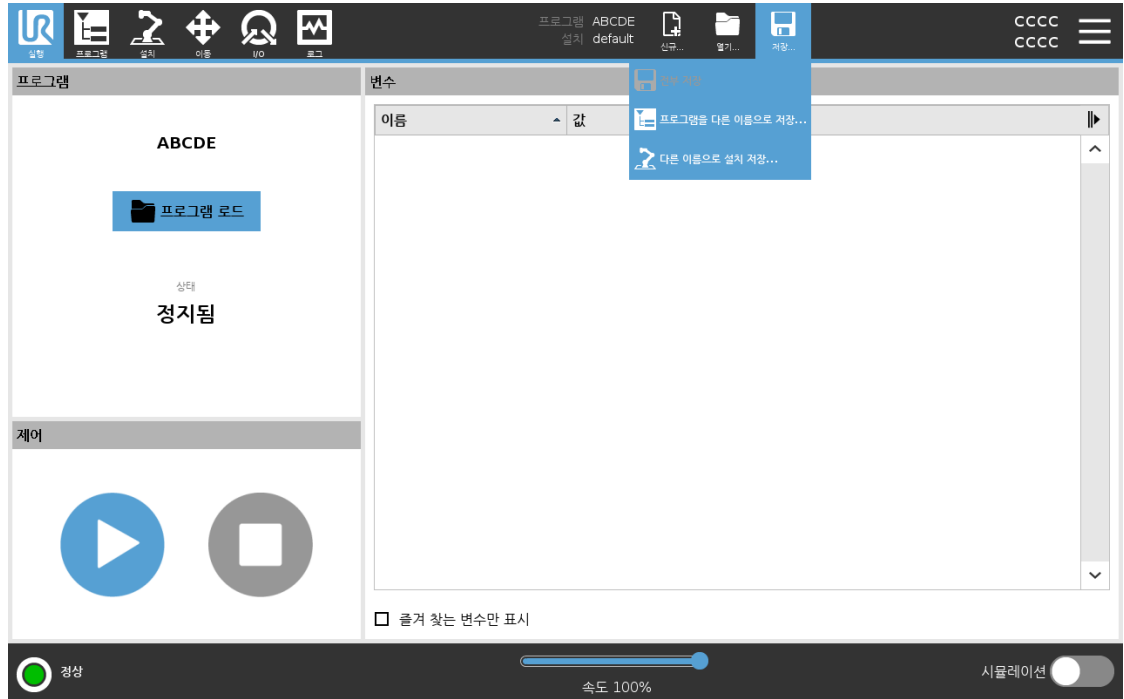 실행
프로그램
설치
이동
I/O
로그
프로그램 ABCDE
설치 default
신규...
열기...
저장...
CCCC
CCCC
전부 저장
프로그램을 다른 이름으로 저장...
다른 이름으로 설치 저장...
프로그램
ABCDE
프로그램 로드
상태
정지됨
제어
변수
이름
값
즐겨 찾는 변수만 표시
정상
속도 100%
시뮬레이션